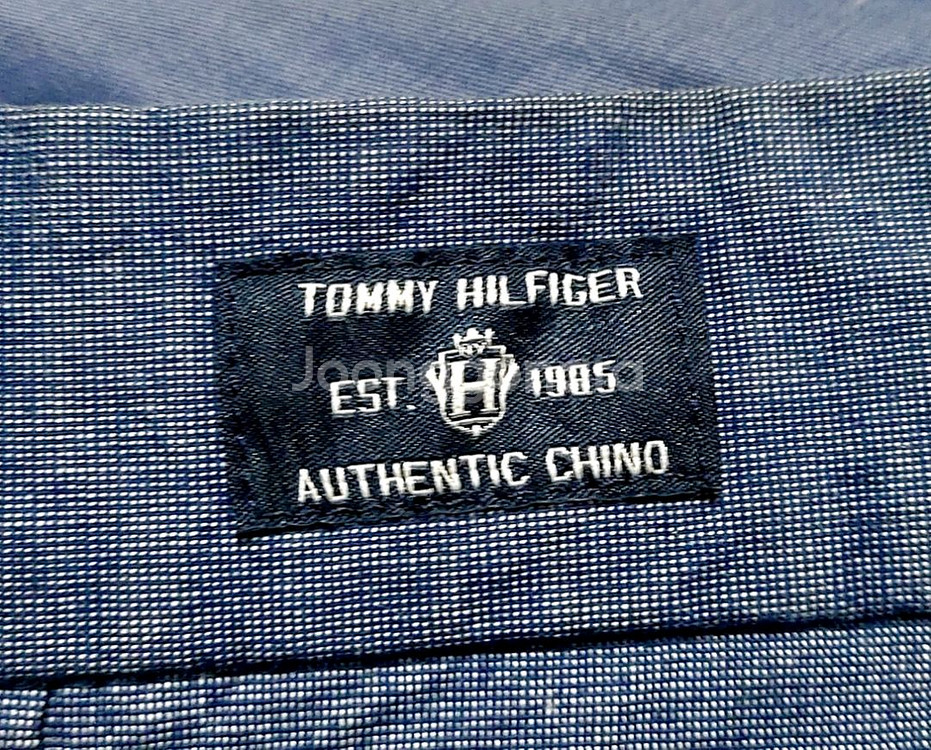 TOMMY HILFIGER
EST. H 1985
AUTHENTIC CHINO